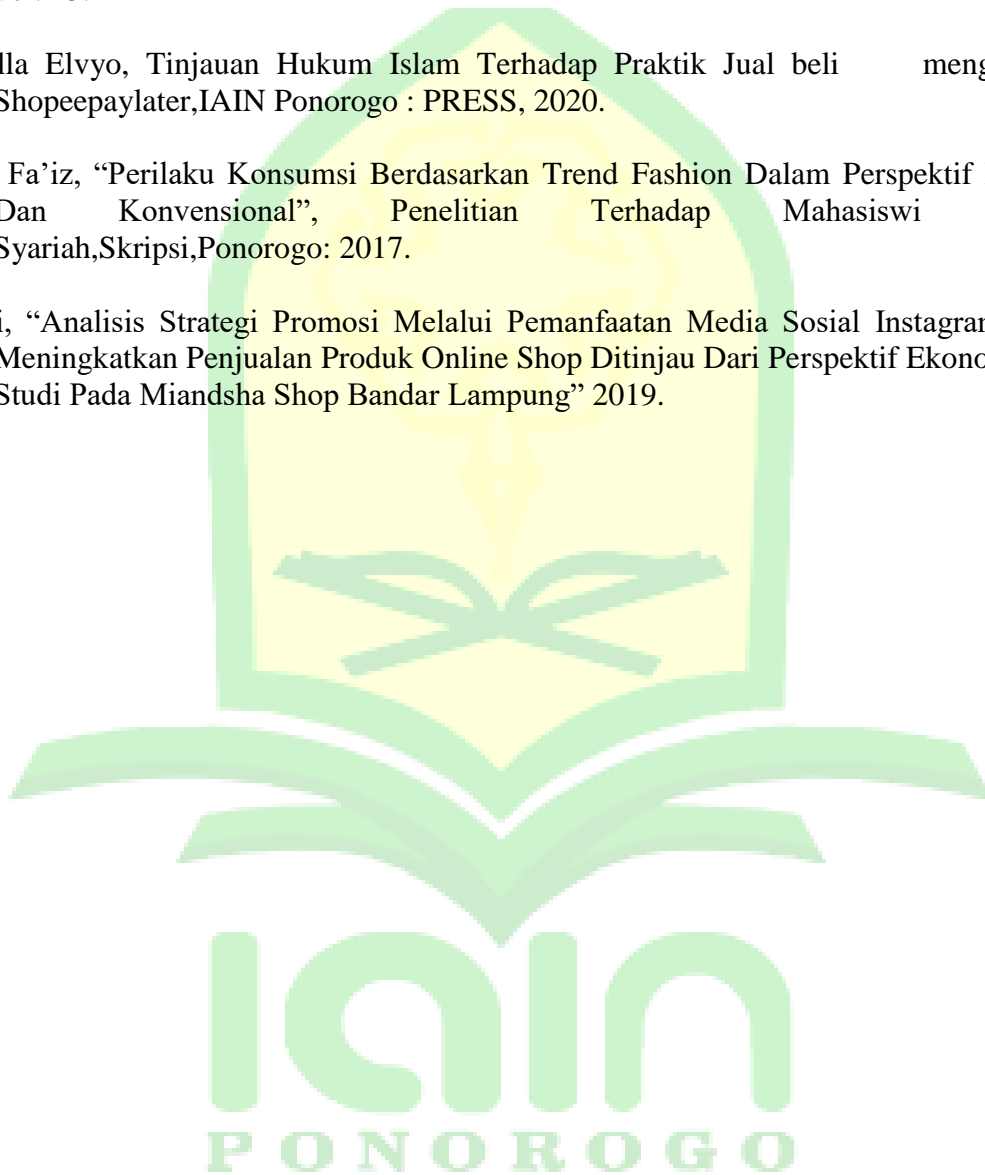 lla Elvyo, Tinjauan Hukum Islam Terhadap Praktik Jual beli meng
Shopeepaylater,IAIN Ponorogo : PRESS, 2020.
Fa’iz, “Perilaku Konsumsi Berdasarkan Trend Fashion Dalam Perspektif
Dan Konvensional”, Penelitian Terhadap Mahasiswi
Syariah,Skripsi,Ponorogo: 2017.
i, “Analisis Strategi Promosi Melalui Pemanfaatan Media Sosial Instagram
Meningkatkan Penjualan Produk Online Shop Ditinjau Dari Perspektif Ekono
Studi Pada Miandsha Shop Bandar Lampung” 2019.
iain
PONOROGO